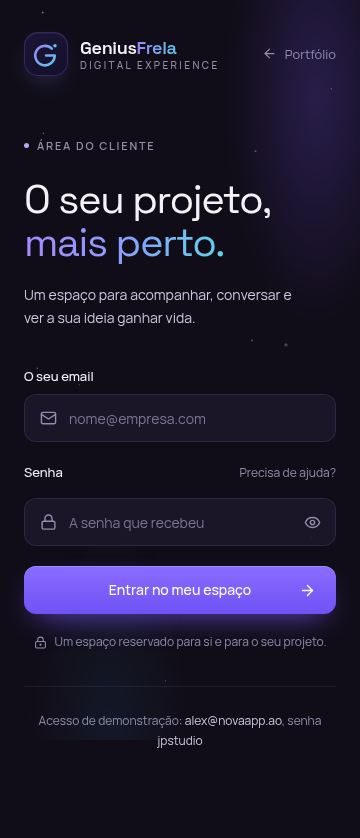 GeniusFrela
DIGITAL EXPERIENCE
Portfólio
ÁREA DO CLIENTE
O seu projeto,
mais perto.
Um espaço para acompanhar, conversar e
ver a sua ideia ganhar vida.
O seu email
nome@empresa.com
Senha
Precisa de ajuda?
A senha que recebeu
Entrar no meu espaço
Um espaço reservado para si e para o seu projeto.
Acesso de demonstração: alex@novaapp.ao, senha
jpstudio